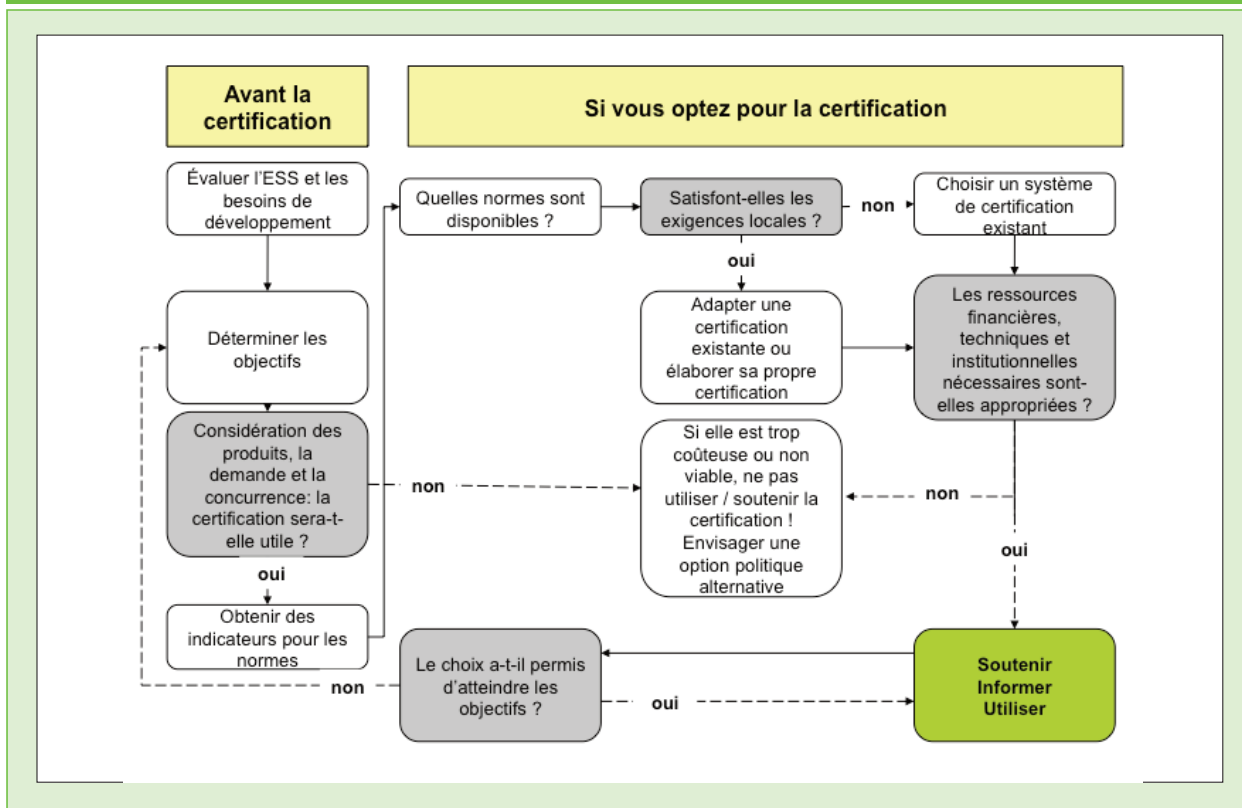 Avant la
certification
Si vous optez pour la certification
Évaluer l'ESS et les
besoins de
développement
Quelles normes sont
disponibles ?
Satisfont-elles les
exigences locales ?
non
Choisir un système
de certification
existant
oui
Déterminer les
objectifs
Adapter une
certification
existante ou
élaborer sa propre
certification
Les ressources
financières,
techniques et
institutionnelles
nécessaires sont-
elles appropriées ?
Considération des
produits, la
demande et la
concurrence: la
certification sera-t-
elle utile ?
non
Si elle est trop
coûteuse ou non
viable, ne pas
utiliser / soutenir la
certification !
Envisager une
option politique
alternative
non
oui
oui
Obtenir des
indicateurs pour les
normes
non
Le choix a-t-il permis
d'atteindre les
objectifs ?
oui
Soutenir
Informer
Utiliser